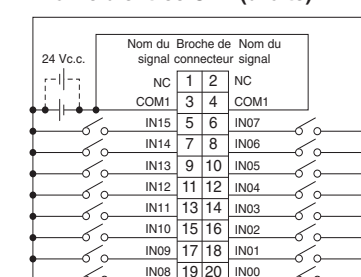 Nom du Broche de Nom du
24 Vc.c. signal connecteur signal
NC 1 2 NC
COM1 3 4 COM1
IN15 5 6 IN07
IN14 7 8 IN06
IN13 9 10 IN05
IN12 11 12 IN04
IN11 13 14 IN03
IN10 15 16 IN02
IN09 17 18 IN01
IN08 19 20 IN00